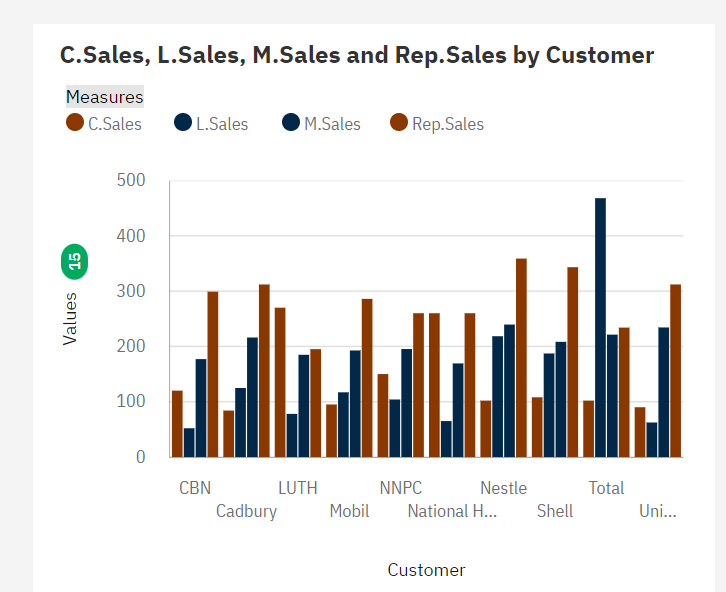 C.Sales, L.Sales, M.Sales and Rep.Sales by Customer
Measures
C.Sales L.Sales M.Sales Rep.Sales
500
400
300
200
100
0
Values 15
CBN LUTH NNPC Nestle Total
Cadbury Mobil National H... Shell Uni...
Customer